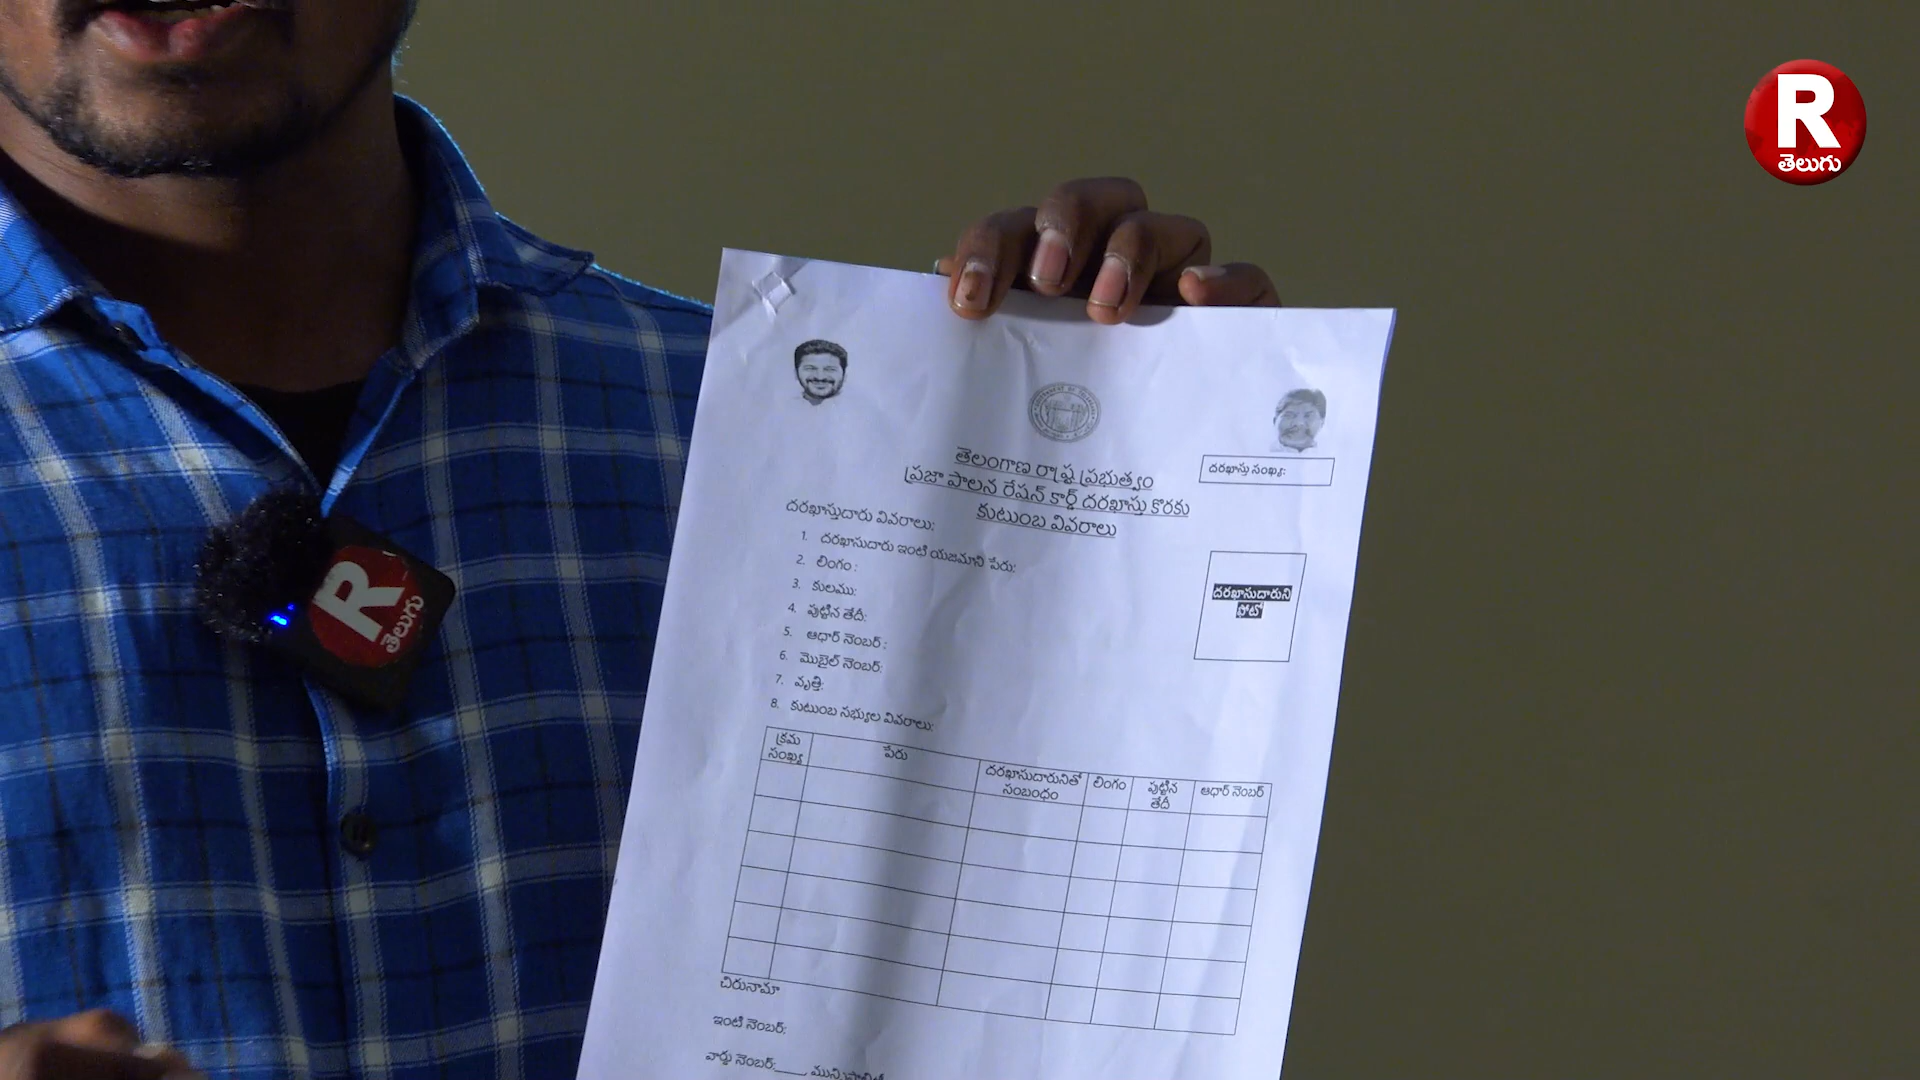 R
తెలుగు
R
తెలుగు
తెలంగాణ రాష్ట్ర ప్రభుత్వం
ప్రజా పాలన రేషన్ కార్డ్ దరఖాస్తు కొరకు
కుటుంబ వివరాలు
దరఖాస్తు సంఖ్య:
దరఖాస్తుదారు వివరాలు:
1. దరఖాసుదారు ఇంటి యజమాని పేరు:
2. లింగం :
3. కులము:
4. పుట్టిన తేదీ:
5. ఆధార్ నెంబర్ :
6. మొబైల్ నెంబర్:
7. వృత్తి:
8. కుటుంబ సభ్యుల వివరాలు:
దరఖాసుదారుని
ఫోటో
క్రమ సంఖ్య పేరు దరఖాసుదారునితో సంబంధం లింగం పుట్టిన తేదీ ఆధార్ నెంబర్
చిరునామా
ఇంటి నెంబర్:
వార్డు నెంబర్:____,